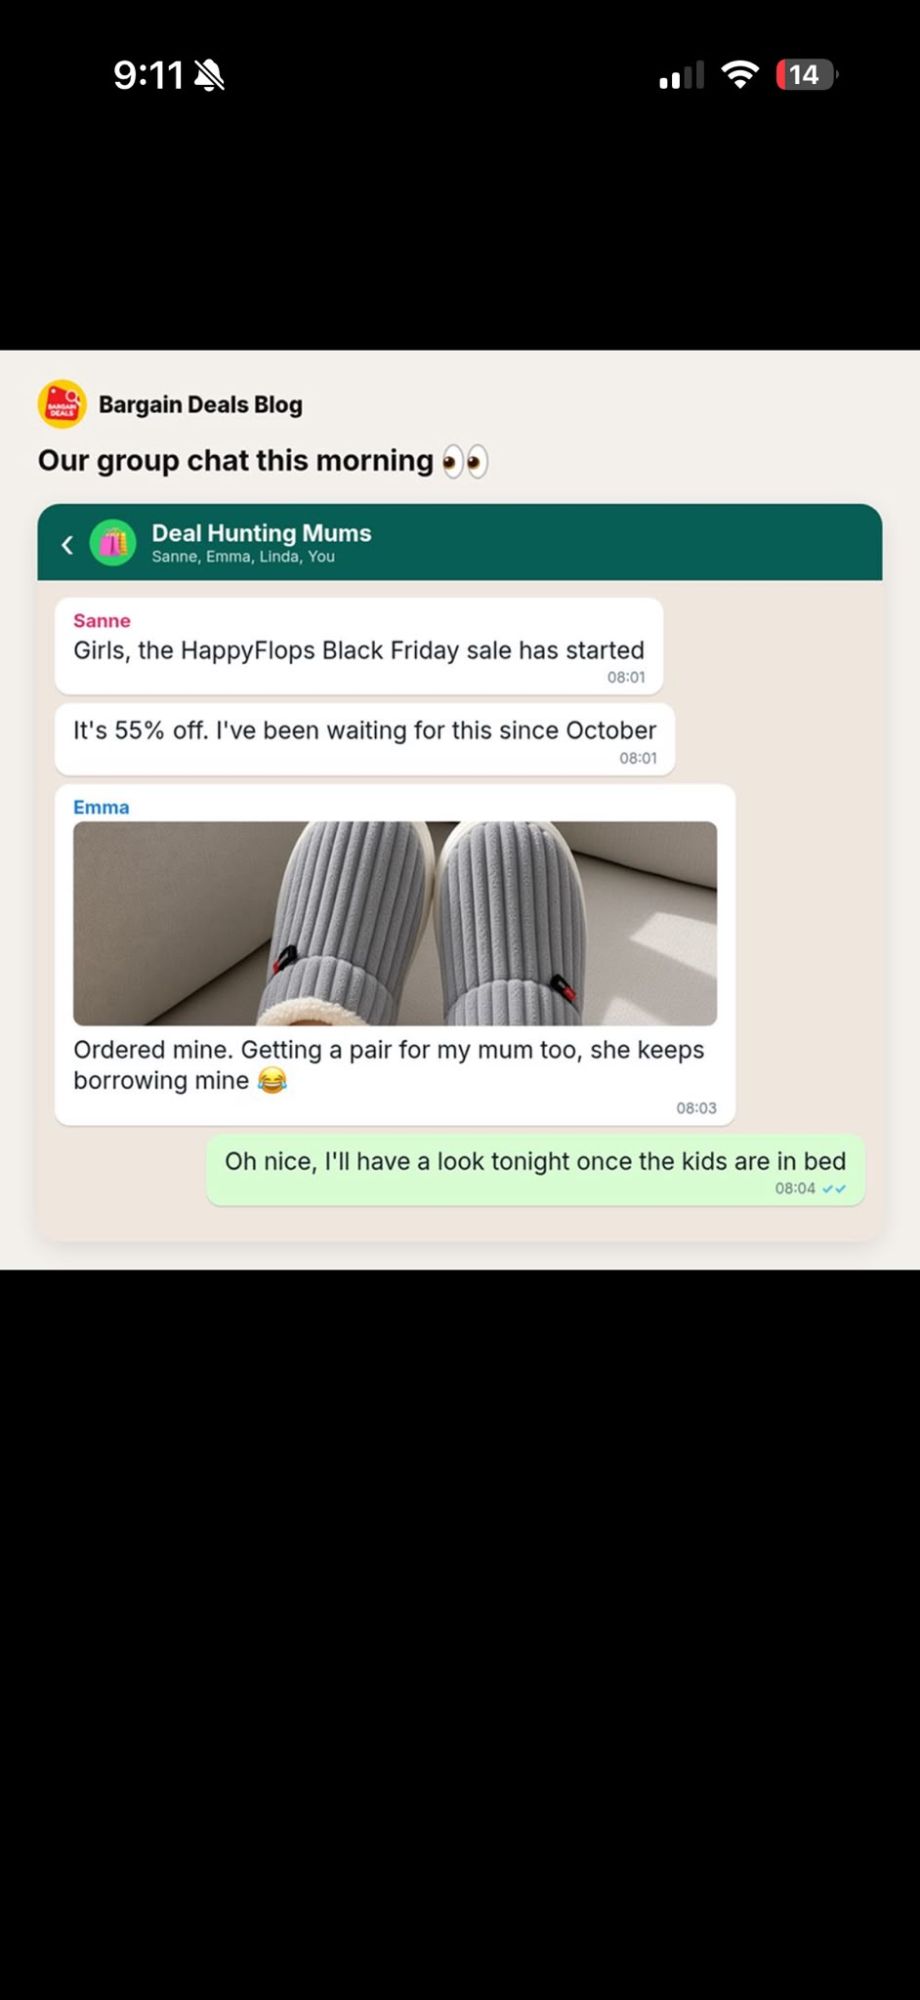 9:11
14
BARGAIN
DEALS
Bargain Deals Blog
Our group chat this morning 👀
Deal Hunting Mums
Sanne, Emma, Linda, You
Sanne
Girls, the HappyFlops Black Friday sale has started
08:01
It's 55% off. I've been waiting for this since October
08:01
Emma
Ordered mine. Getting a pair for my mum too, she keeps
borrowing mine 😂
08:03
Oh nice, I'll have a look tonight once the kids are in bed
08:04